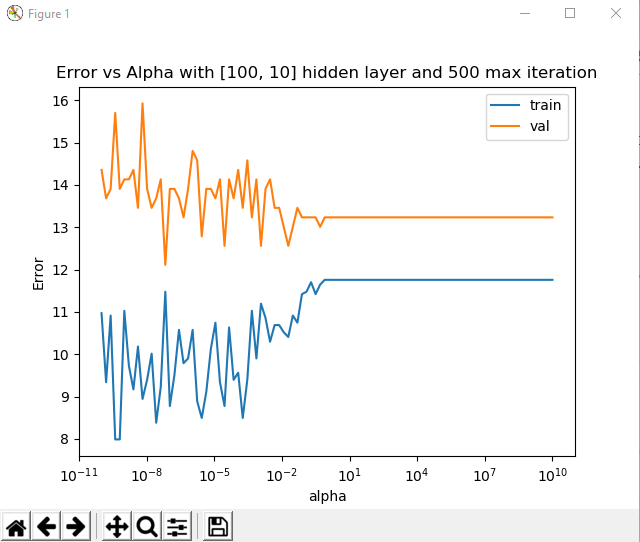 Figure 1
Error vs Alpha with [100, 10] hidden layer and 500 max iteration
train
val
16
15
14
13
12
11
10
9
8
Error
10⁻¹¹ 10⁻⁸ 10⁻⁵ 10⁻² 10¹ 10⁴ 10⁷ 10¹⁰
alpha